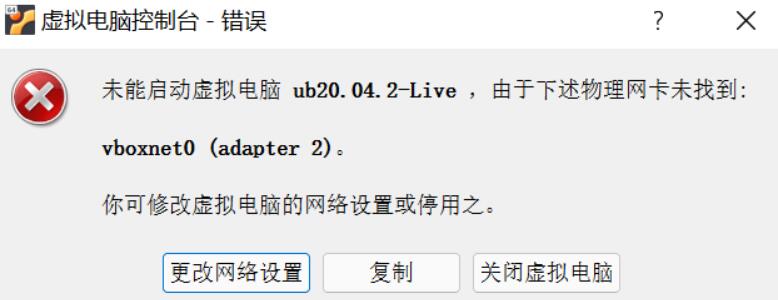 64
虚拟电脑控制台 - 错误
?
未能启动虚拟电脑 ub20.04.2-Live ，由于下述物理网卡未找到:
vboxnet0 (adapter 2)。
你可修改虚拟电脑的网络设置或停用之。
更改网络设置
复制
关闭虚拟电脑